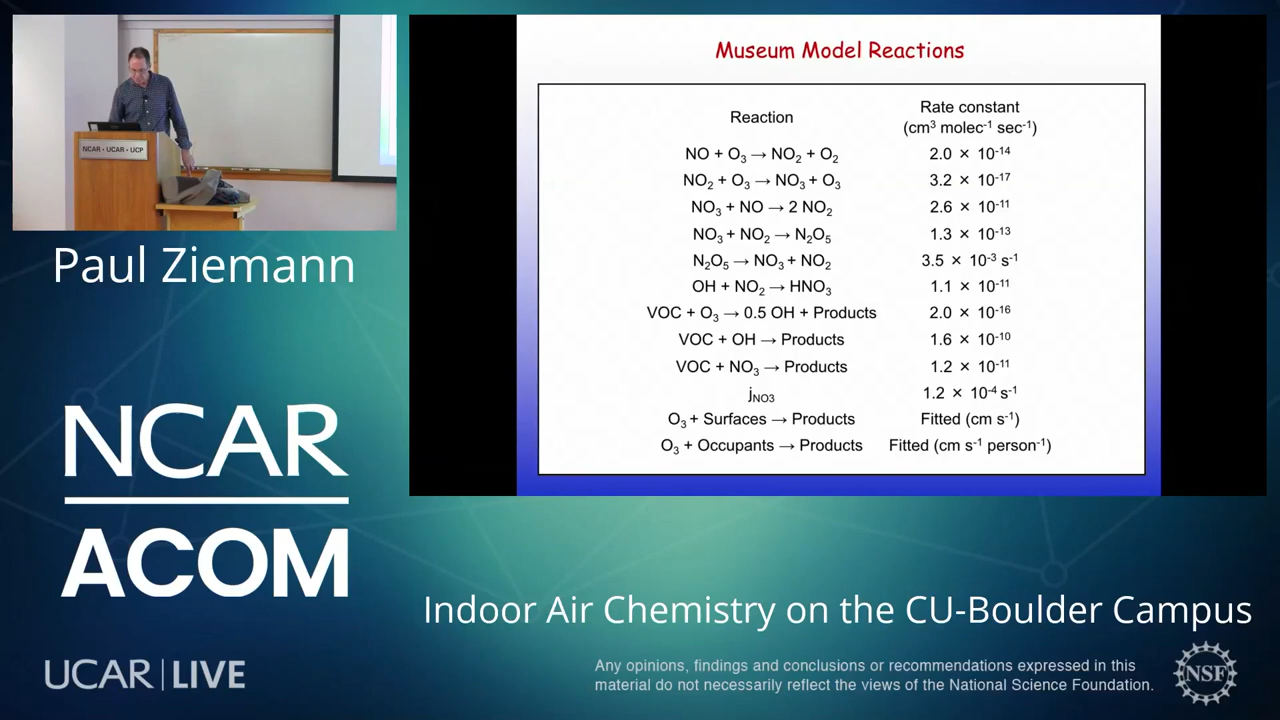 Museum Model Reactions
Reaction
Rate constant
(cm³ molec⁻¹ sec⁻¹)
NO + O₃ → NO₂ + O₂ 2.0 × 10⁻¹⁴
NO₂ + O₃ → NO₃ + O₃ 3.2 × 10⁻¹⁷
NO₃ + NO → 2 NO₂ 2.6 × 10⁻¹¹
NO₃ + NO₂ → N₂O₅ 1.3 × 10⁻¹³
N₂O₅ → NO₃ + NO₂ 3.5 × 10⁻³ s⁻¹
OH + NO₂ → HNO₃ 1.1 × 10⁻¹¹
VOC + O₃ → 0.5 OH + Products 2.0 × 10⁻¹⁶
VOC + OH → Products 1.6 × 10⁻¹⁰
VOC + NO₃ → Products 1.2 × 10⁻¹¹
jNO3 1.2 × 10⁻⁴ s⁻¹
O₃ + Surfaces → Products Fitted (cm s⁻¹)
O₃ + Occupants → Products Fitted (cm s⁻¹ person⁻¹)
NCAR • UCAR • UCP
Paul Ziemann
NCAR
ACOM
Indoor Air Chemistry on the CU-Boulder Campus
UCAR | LIVE
Any opinions, findings and conclusions or recommendations expressed in this
material do not necessarily reflect the views of the National Science Foundation.
NSF